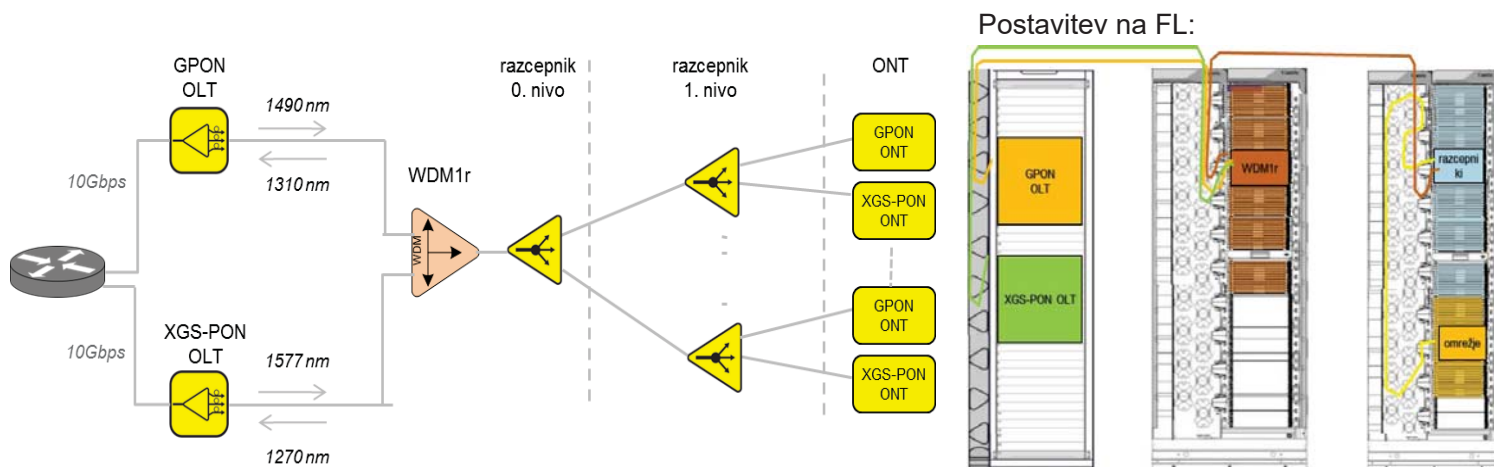 Postavitev na FL:
GPON
OLT
1490 nm
1310 nm
10Gbps
WDM1r
WDM
10Gbps
XGS-PON
OLT
1577 nm
1270 nm
razcepnik
0. nivo
razcepnik
1. nivo
ONT
GPON
ONT
XGS-PON
ONT
GPON
ONT
XGS-PON
ONT
GPON
OLT
XGS-PON OLT
WDM1r
razcepni
ki
omrežje